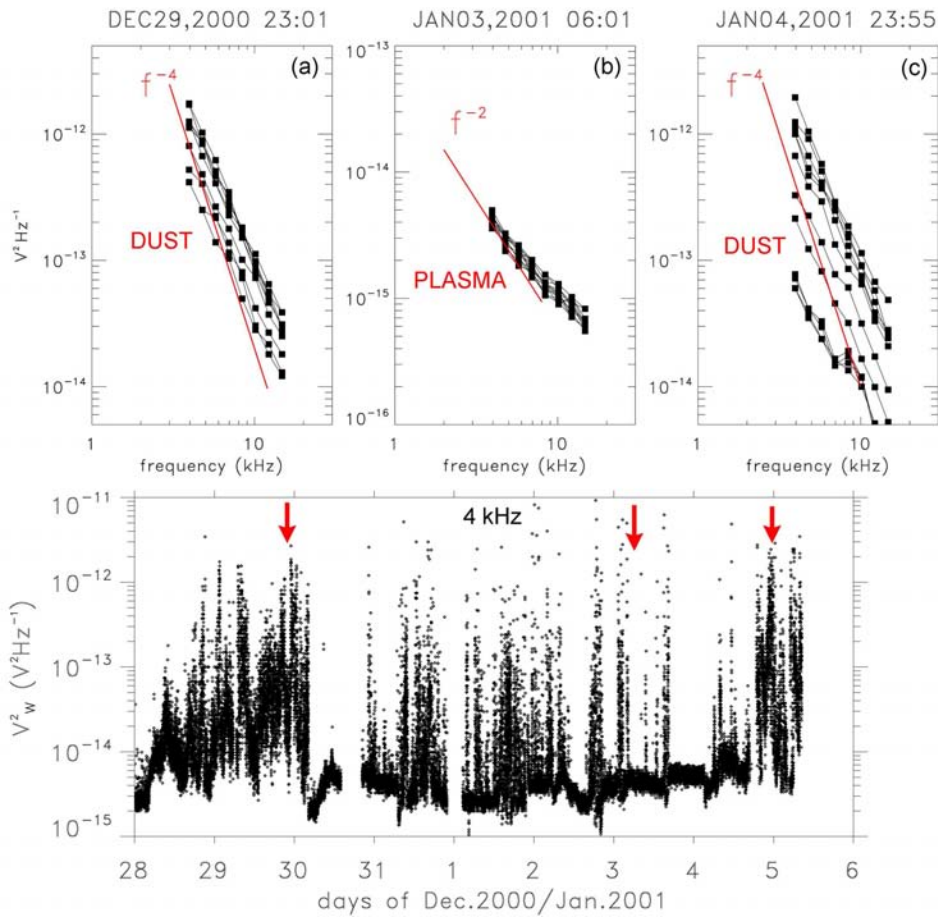 DEC29,2000 23:01
JAN03,2001 06:01
JAN04,2001 23:55
(a)
f⁻⁴
DUST
10⁻¹²
10⁻¹³
10⁻¹⁴
V²Hz⁻¹
1 10
frequency (kHz)
(b)
f⁻²
PLASMA
10⁻¹³
10⁻¹⁴
10⁻¹⁵
10⁻¹⁶
1 10
frequency (kHz)
(c)
f⁻⁴
DUST
10⁻¹²
10⁻¹³
10⁻¹⁴
1 10
frequency (kHz)
4 kHz
10⁻¹¹
10⁻¹²
10⁻¹³
10⁻¹⁴
10⁻¹⁵
V²w (V²Hz⁻¹)
28 29 30 31 1 2 3 4 5 6
days of Dec.2000/Jan.2001